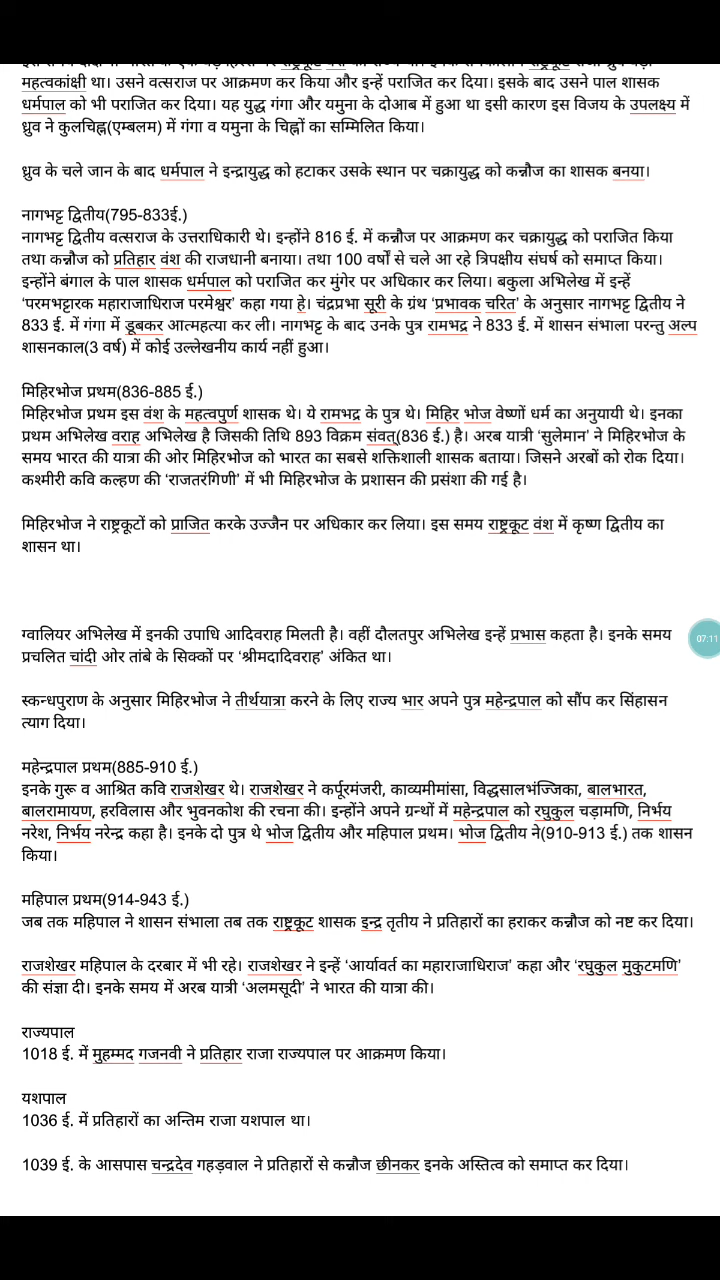 महत्वकांक्षी था। उसने वत्सराज पर आक्रमण कर किया और इन्हें पराजित कर दिया। इसके बाद उसने पाल शासक
धर्मपाल को भी पराजित कर दिया। यह युद्ध गंगा और यमुना के दोआब में हुआ था इसी कारण इस विजय के उपलक्ष्य में
ध्रुव ने कुलचिह्न(एम्बलम) में गंगा व यमुना के चिह्नों का सम्मिलित किया।
ध्रुव के चले जान के बाद धर्मपाल ने इन्द्रायुद्ध को हटाकर उसके स्थान पर चक्रायुद्ध को कन्नौज का शासक बनया।
नागभट्ट द्वितीय(795-833ई.)
नागभट्ट द्वितीय वत्सराज के उत्तराधिकारी थे। इन्होंने 816 ई. में कन्नौज पर आक्रमण कर चक्रायुद्ध को पराजित किया
तथा कन्नौज को प्रतिहार वंश की राजधानी बनाया। तथा 100 वर्षों से चले आ रहे त्रिपक्षीय संघर्ष को समाप्त किया।
इन्होंने बंगाल के पाल शासक धर्मपाल को पराजित कर मुंगेर पर अधिकार कर लिया। बकुला अभिलेख में इन्हें
‘परमभट्टारक महाराजाधिराज परमेश्वर’ कहा गया हे। चंद्रप्रभा सूरी के ग्रंथ ‘प्रभावक चरित’ के अनुसार नागभट्ट द्वितीय ने
833 ई. में गंगा में डूबकर आत्महत्या कर ली। नागभट्ट के बाद उनके पुत्र रामभद्र ने 833 ई. में शासन संभाला परन्तु अल्प
शासनकाल(3 वर्ष) में कोई उल्लेखनीय कार्य नहीं हुआ।
मिहिरभोज प्रथम(836-885 ई.)
मिहिरभोज प्रथम इस वंश के महत्वपुर्ण शासक थे। ये रामभद्र के पुत्र थे। मिहिर भोज वेष्णों धर्म का अनुयायी थे। इनका
प्रथम अभिलेख वराह अभिलेख है जिसकी तिथि 893 विक्रम संवत्(836 ई.) है। अरब यात्री ‘सुलेमान’ ने मिहिरभोज के
समय भारत की यात्रा की ओर मिहिरभोज को भारत का सबसे शक्तिशाली शासक बताया। जिसने अरबों को रोक दिया।
कश्मीरी कवि कल्हण की ‘राजतरंगिणी’ में भी मिहिरभोज के प्रशासन की प्रसंशा की गई है।
मिहिरभोज ने राष्ट्रकूटों को प्राजित करके उज्जैन पर अधिकार कर लिया। इस समय राष्ट्रकूट वंश में कृष्ण द्वितीय का
शासन था।
ग्वालियर अभिलेख में इनकी उपाधि आदिवराह मिलती है। वहीं दौलतपुर अभिलेख इन्हें प्रभास कहता है। इनके समय
प्रचलित चांदी ओर तांबे के सिक्कों पर ‘श्रीमदादिवराह’ अंकित था।
07:11
स्कन्धपुराण के अनुसार मिहिरभोज ने तीर्थयात्रा करने के लिए राज्य भार अपने पुत्र महेन्द्रपाल को सौंप कर सिंहासन
त्याग दिया।
महेन्द्रपाल प्रथम(885-910 ई.)
इनके गुरू व आश्रित कवि राजशेखर थे। राजशेखर ने कर्पूरमंजरी, काव्यमीमांसा, विद्धसालभंज्जिका, बालभारत,
बालरामायण, हरविलास और भुवनकोश की रचना की। इन्होंने अपने ग्रन्थों में महेन्द्रपाल को रघुकुल चड़ामणि, निर्भय
नरेश, निर्भय नरेन्द्र कहा है। इनके दो पुत्र थे भोज द्वितीय और महिपाल प्रथम। भोज द्वितीय ने(910-913 ई.) तक शासन
किया।
महिपाल प्रथम(914-943 ई.)
जब तक महिपाल ने शासन संभाला तब तक राष्ट्रकूट शासक इन्द्र तृतीय ने प्रतिहारों का हराकर कन्नौज को नष्ट कर दिया।
राजशेखर महिपाल के दरबार में भी रहे। राजशेखर ने इन्हें ‘आर्यावर्त का महाराजाधिराज’ कहा और ‘रघुकुल मुकुटमणि’
की संज्ञा दी। इनके समय में अरब यात्री ‘अलमसूदी’ ने भारत की यात्रा की।
राज्यपाल
1018 ई. में मुहम्मद गजनवी ने प्रतिहार राजा राज्यपाल पर आक्रमण किया।
यशपाल
1036 ई. में प्रतिहारों का अन्तिम राजा यशपाल था।
1039 ई. के आसपास चन्द्रदेव गहड़वाल ने प्रतिहारों से कन्नौज छीनकर इनके अस्तित्व को समाप्त कर दिया।